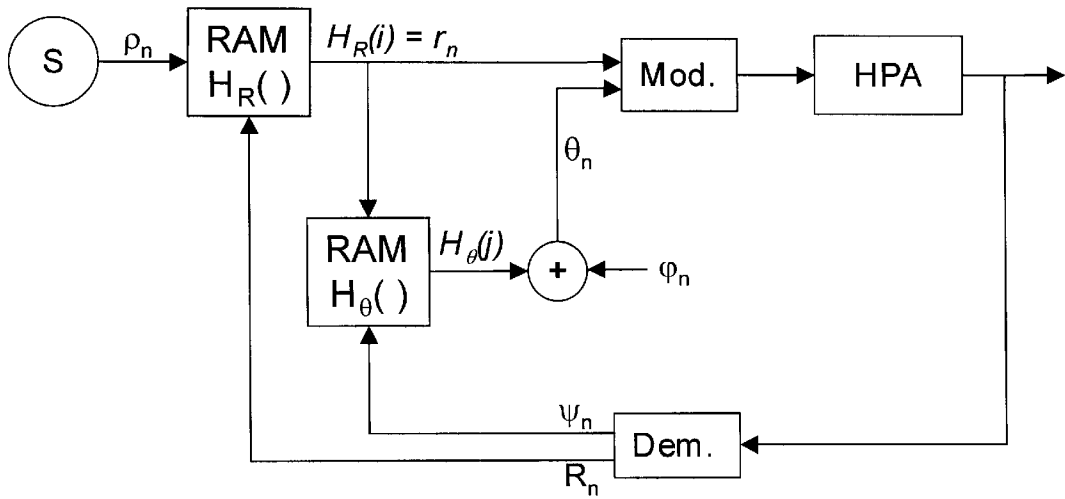 S
ρn
RAM
HR( )
HR(i) = rn
Mod.
HPA
θn
RAM
Hθ( )
Hθ(j)
+
φn
ψn
Rn
Dem.